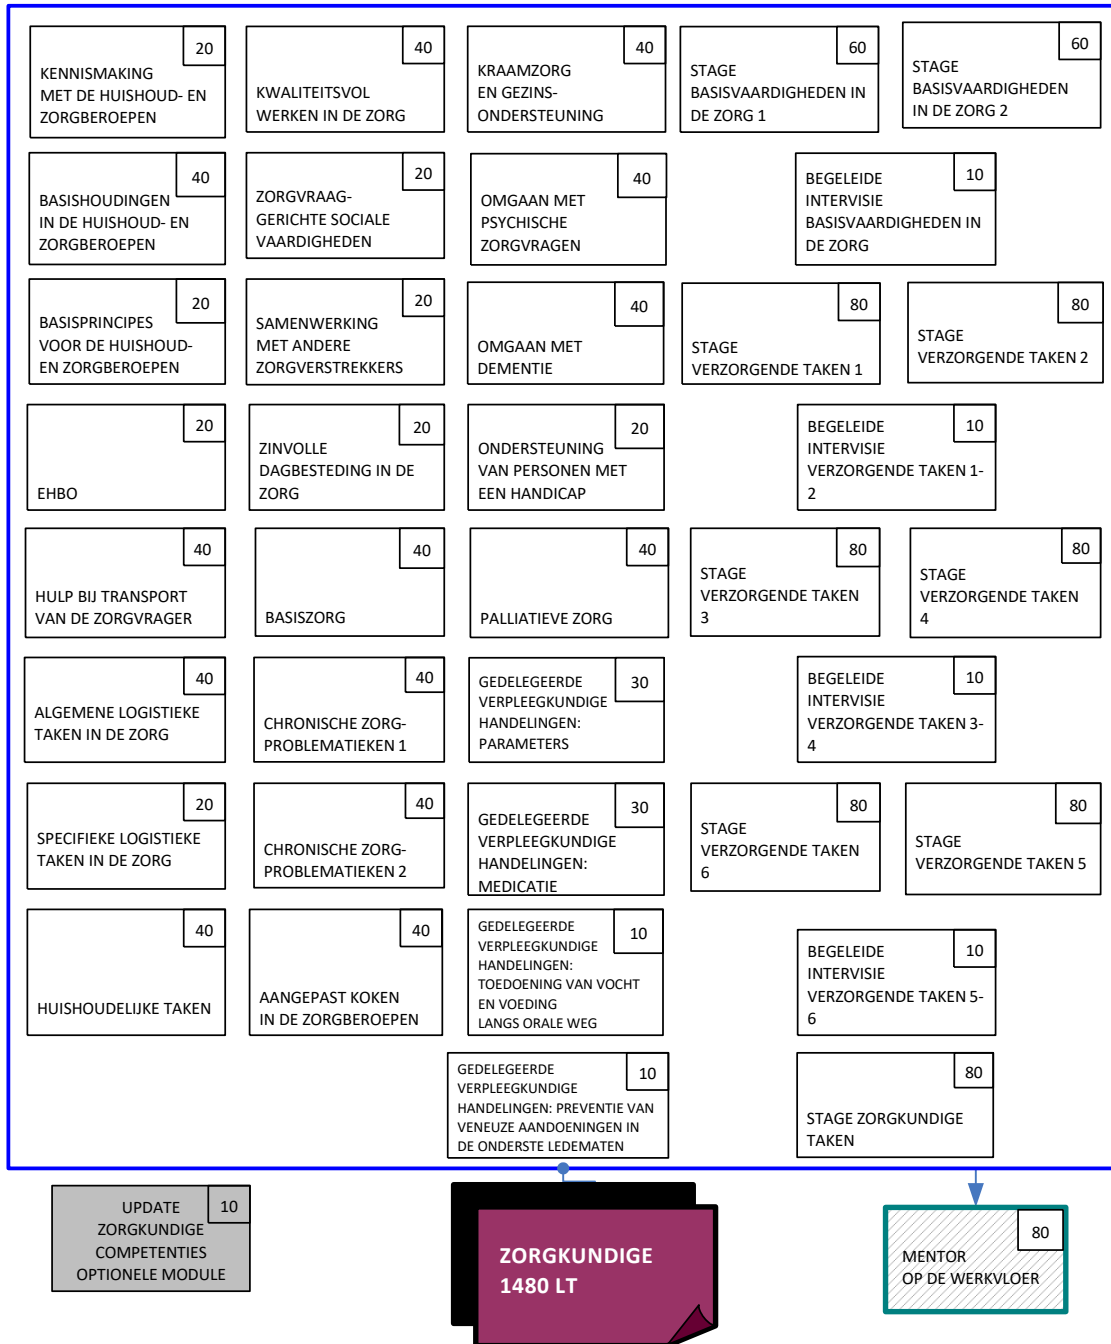 20
KENNISMAKING
MET DE HUISHOUD- EN
ZORGBEROEPEN
40
KWALITEITSVOL
WERKEN IN DE ZORG
40
KRAAMZORG
EN GEZINS-
ONDERSTEUNING
60
STAGE
BASISVAARDIGHEDEN IN
DE ZORG 1
60
STAGE
BASISVAARDIGHEDEN
IN DE ZORG 2
40
BASISHOUDINGEN
IN DE HUISHOUD- EN
ZORGBEROEPEN
20
ZORGVRAAG-
GERICHTE SOCIALE
VAARDIGHEDEN
40
OMGAAN MET
PSYCHISCHE
ZORGVRAGEN
10
BEGELEIDE
INTERVISIE
BASISVAARDIGHEDEN IN
DE ZORG
20
BASISPRINCIPES
VOOR DE HUISHOUD-
EN ZORGBEROEPEN
20
SAMENWERKING
MET ANDERE
ZORGVERSTREKKERS
40
OMGAAN MET
DEMENTIE
80
STAGE
VERZORGENDE TAKEN 1
80
STAGE
VERZORGENDE TAKEN 2
20
EHBO
20
ZINVOLLE
DAGBESTEDING IN DE
ZORG
20
ONDERSTEUNING
VAN PERSONEN MET
EEN HANDICAP
10
BEGELEIDE
INTERVISIE
VERZORGENDE TAKEN 1-
2
40
HULP BIJ TRANSPORT
VAN DE ZORGVRAGER
40
BASISZORG
40
PALLIATIEVE ZORG
80
STAGE
VERZORGENDE TAKEN
3
80
STAGE
VERZORGENDE TAKEN
4
40
ALGEMENE LOGISTIEKE
TAKEN IN DE ZORG
40
CHRONISCHE ZORG-
PROBLEMATIEKEN 1
30
GEDELEGEERDE
VERPLEEGKUNDIGE
HANDELINGEN:
PARAMETERS
10
BEGELEIDE
INTERVISIE
VERZORGENDE TAKEN 3-
4
20
SPECIFIEKE LOGISTIEKE
TAKEN IN DE ZORG
40
CHRONISCHE ZORG-
PROBLEMATIEKEN 2
30
GEDELEGEERDE
VERPLEEGKUNDIGE
HANDELINGEN:
MEDICATIE
80
STAGE
VERZORGENDE TAKEN
6
80
STAGE
VERZORGENDE TAKEN 5
40
HUISHOUDELIJKE TAKEN
40
AANGEPAST KOKEN
IN DE ZORGBEROEPEN
10
GEDELEGEERDE
VERPLEEGKUNDIGE
HANDELINGEN:
TOEDOENING VAN VOCHT
EN VOEDING
LANGS ORALE WEG
10
BEGELEIDE
INTERVISIE
VERZORGENDE TAKEN 5-
6
10
GEDELEGEERDE
VERPLEEGKUNDIGE
HANDELINGEN: PREVENTIE VAN
VENEUZE AANDOENINGEN IN
DE ONDERSTE LEDEMATEN
80
STAGE ZORGKUNDIGE
TAKEN
10
UPDATE
ZORGKUNDIGE
COMPETENTIES
OPTIONELE MODULE
ZORGKUNDIGE
1480 LT
80
MENTOR
OP DE WERKVLOER